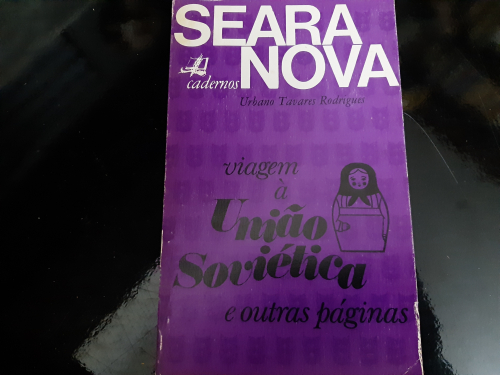 SEARA
cadernos NOVA
Urbano Tavares Rodrigues
viagem
à
União
Soviética
e outras páginas